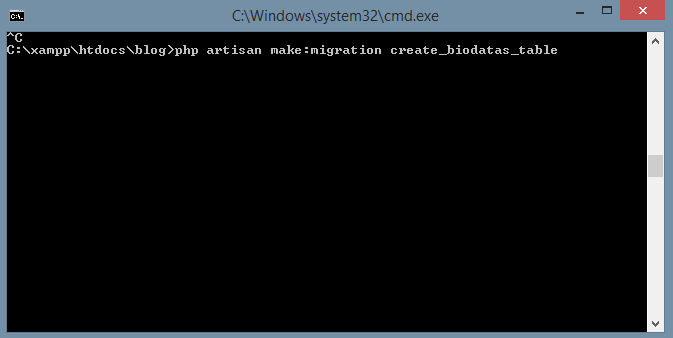 C:\Windows\system32\cmd.exe
^C
C:\xampp\htdocs\blog>php artisan make:migration create_biodatas_table